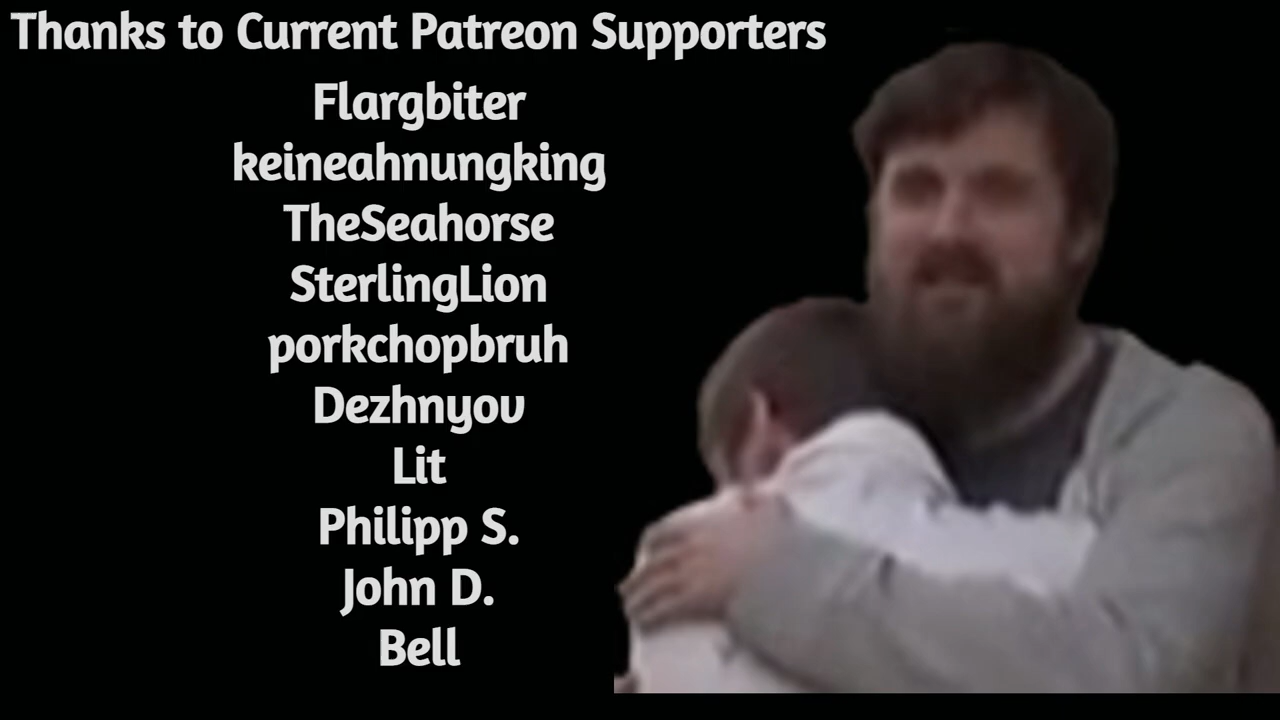 Thanks to Current Patreon Supporters
Flargbiter
keineahnungking
TheSeahorse
SterlingLion
porkchopbruh
Dezhnyov
Lit
Philipp S.
John D.
Bell